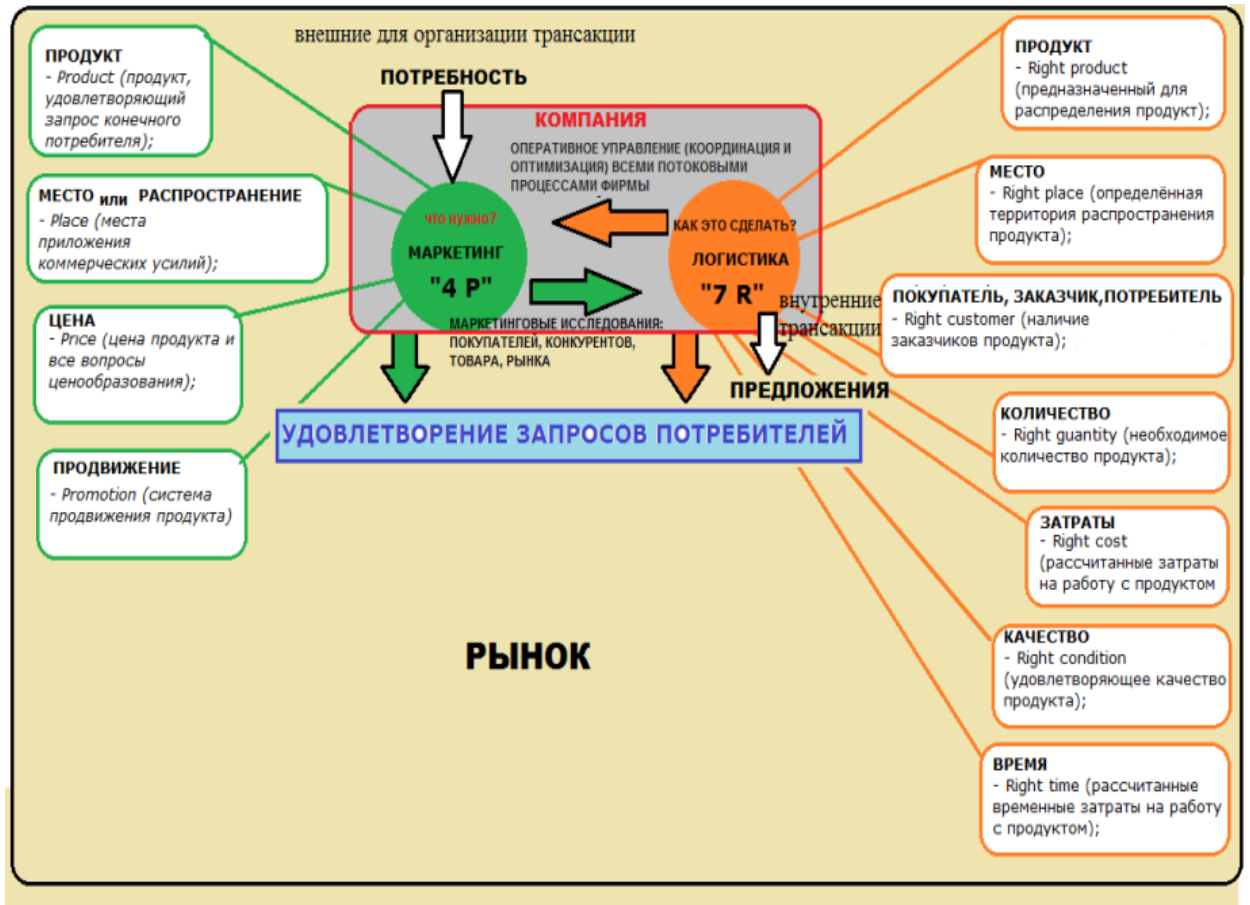 внешние для организации трансакции
ПОТРЕБНОСТЬ
ПРОДУКТ
- Product (продукт,
удовлетворяющий
запрос конечного
потребителя);
МЕСТО или РАСПРОСТРАНЕНИЕ
- Place (места
приложения
коммерческих усилий);
ЦЕНА
- Price (цена продукта и
все вопросы
ценообразования);
ПРОДВИЖЕНИЕ
- Promotion (система
продвижения продукта)
КОМПАНИЯ
ОПЕРАТИВНОЕ УПРАВЛЕНИЕ (КООРДИНАЦИЯ И
ОПТИМИЗАЦИЯ) ВСЕМИ ПОТОКОВЫМИ
ПРОЦЕССАМИ ФИРМЫ
что нужно?
МАРКЕТИНГ
"4 P"
КАК ЭТО СДЕЛАТЬ?
ЛОГИСТИКА
"7 R"
МАРКЕТИНГОВЫЕ ИССЛЕДОВАНИЯ:
ПОКУПАТЕЛЕЙ, КОНКУРЕНТОВ,
ТОВАРА, РЫНКА
внутренние
трансакции
ПРЕДЛОЖЕНИЯ
УДОВЛЕТВОРЕНИЕ ЗАПРОСОВ ПОТРЕБИТЕЛЕЙ
РЫНОК
ПРОДУКТ
- Right product
(предназначенный для
распределения продукт);
МЕСТО
- Right place (определённая
территория распространения
продукта);
ПОКУПАТЕЛЬ, ЗАКАЗЧИК,ПОТРЕБИТЕЛЬ
- Right customer (наличие
заказчиков продукта);
КОЛИЧЕСТВО
- Right guantity (необходимое
количество продукта);
ЗАТРАТЫ
- Right cost
(рассчитанные затраты
на работу с продуктом
КАЧЕСТВО
- Right condition
(удовлетворяющее качество
продукта);
ВРЕМЯ
- Right time (рассчитанные
временные затраты на работу
с продуктом);